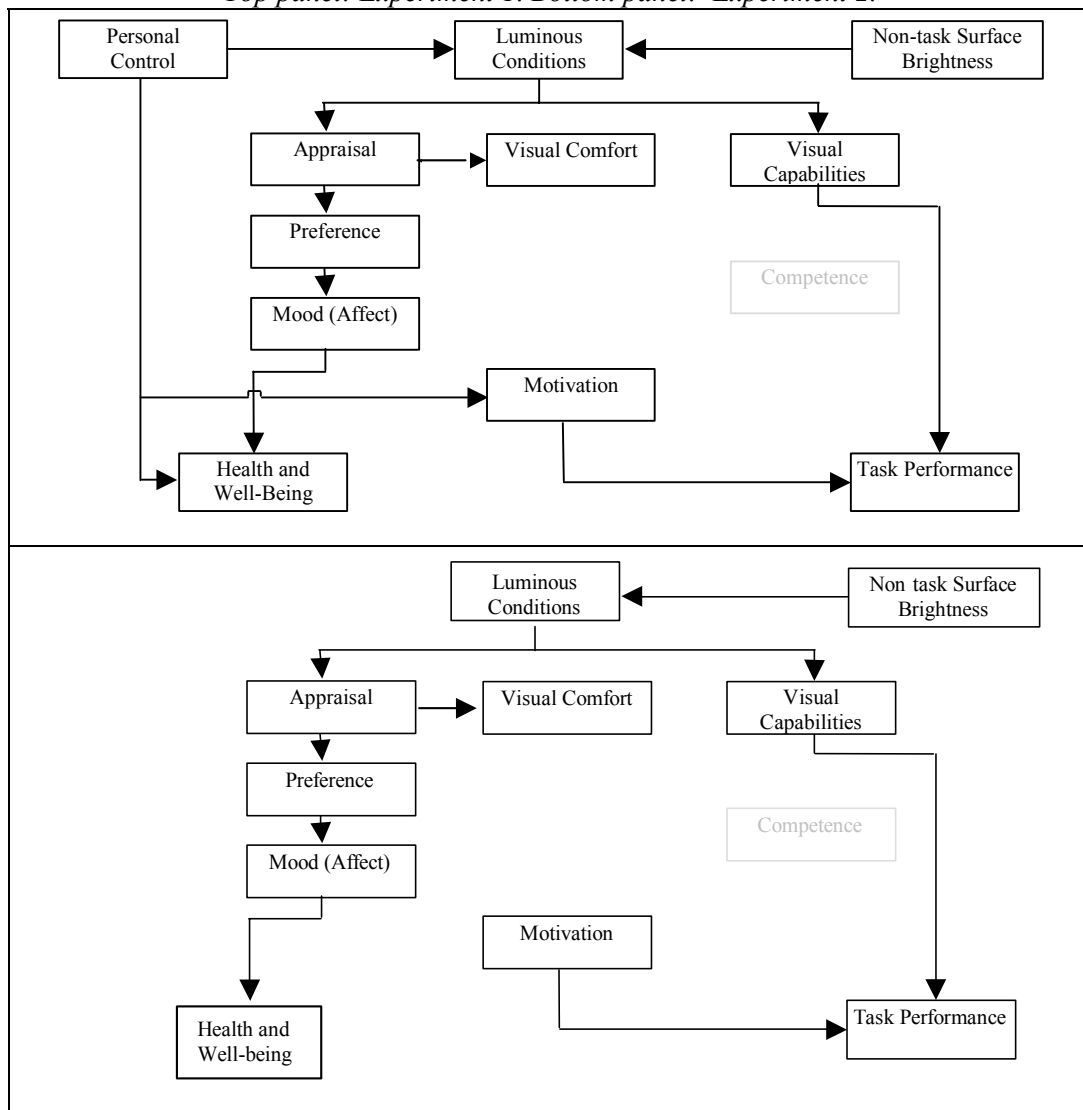 Top panel: Experiment 1. Bottom panel: Experiment 2.
Personal
Control
Luminous
Conditions
Non-task Surface
Brightness
Appraisal
Visual Comfort
Visual
Capabilities
Preference
Competence
Mood (Affect)
Motivation
Health and
Well-Being
Task Performance
Luminous
Conditions
Non task Surface
Brightness
Appraisal
Visual Comfort
Visual
Capabilities
Preference
Competence
Mood (Affect)
Motivation
Health and
Well-being
Task Performance